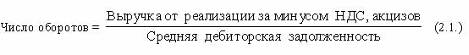 Выручка от реализации за минусом НДС, акцизов
Число оборотов = (2.1.)
Средняя дебиторская задолженность